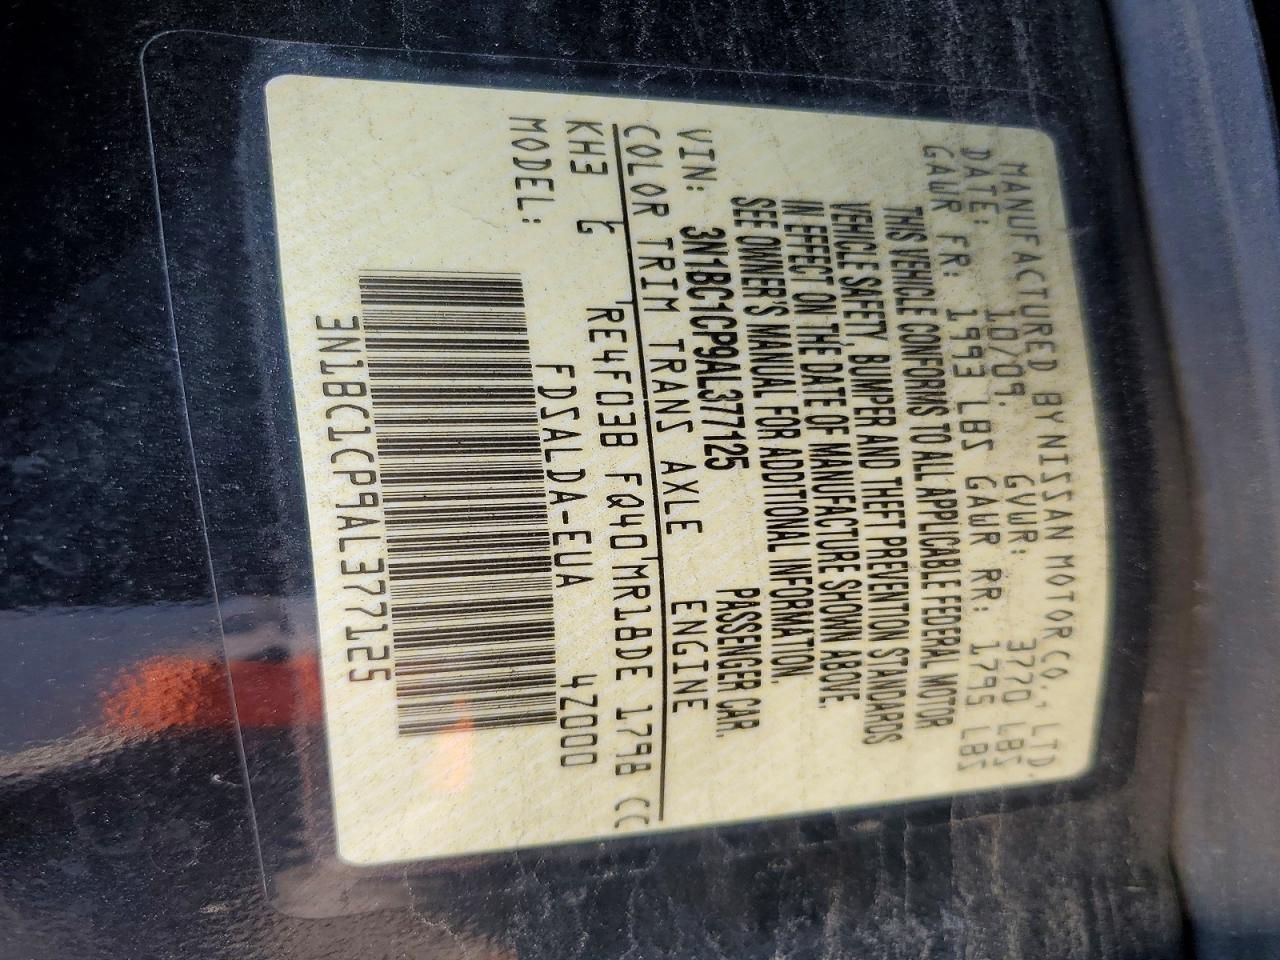 MANUFACTURED BY NISSAN MOTOR CO., LTD.
DATE: 10/09. GVWR: 3770 LBS
GAWR FR: 1993 LBS GAWR RR: 1795 LBS
THIS VEHICLE CONFORMS TO ALL APPLICABLE FEDERAL MOTOR
VEHICLE SAFETY, BUMPER AND THEFT PREVENTION STANDARDS
IN EFFECT ON THE DATE OF MANUFACTURE SHOWN ABOVE.
SEE OWNER'S MANUAL FOR ADDITIONAL INFORMATION.
VIN: 3N1BC1CP9AL377125 PASSENGER CAR.
COLOR TRIM TRANS AXLE ENGINE
KH3 G RE4F03B FQ40 MR18DE 1798 CC
MODEL: FDSALDA-EUA 4Z000
3N1BC1CP9AL377125